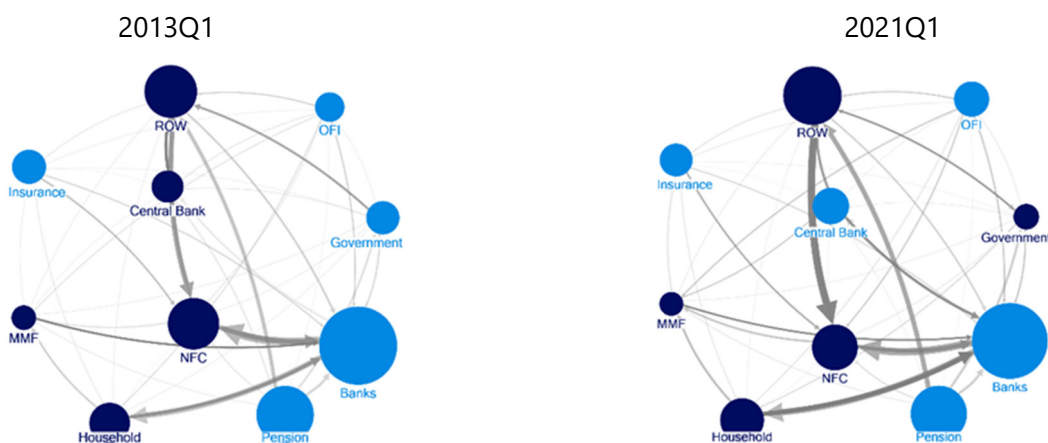 2013Q1
ROW
OFI
Insurance
Central Bank
Government
MMF
NFC
Banks
Household
Pension
2021Q1
ROW
OFI
Insurance
Central Bank
Government
MMF
NFC
Banks
Household
Pension